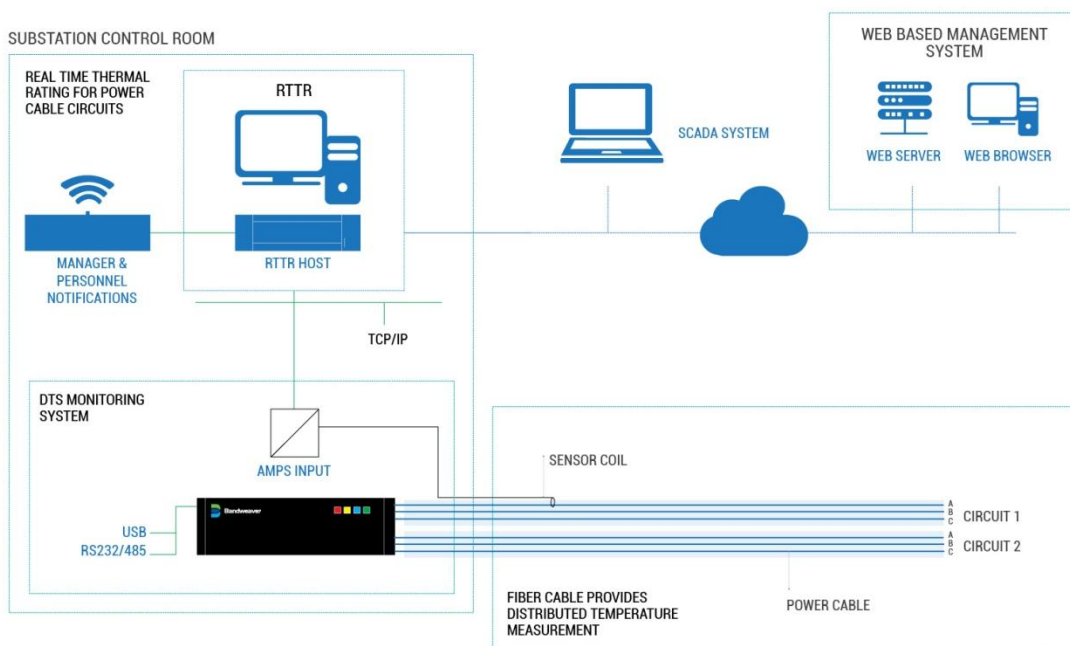 SUBSTATION CONTROL ROOM
REAL TIME THERMAL
RATING FOR POWER
CABLE CIRCUITS
RTTR
RTTR HOST
MANAGER &
PERSONNEL
NOTIFICATIONS
TCP/IP
SCADA SYSTEM
WEB BASED MANAGEMENT
SYSTEM
WEB SERVER
WEB BROWSER
DTS MONITORING
SYSTEM
AMPS INPUT
Bandweaver
USB
RS232/485
SENSOR COIL
A
B
C
CIRCUIT 1
A
B
C
CIRCUIT 2
POWER CABLE
FIBER CABLE PROVIDES
DISTRIBUTED TEMPERATURE
MEASUREMENT